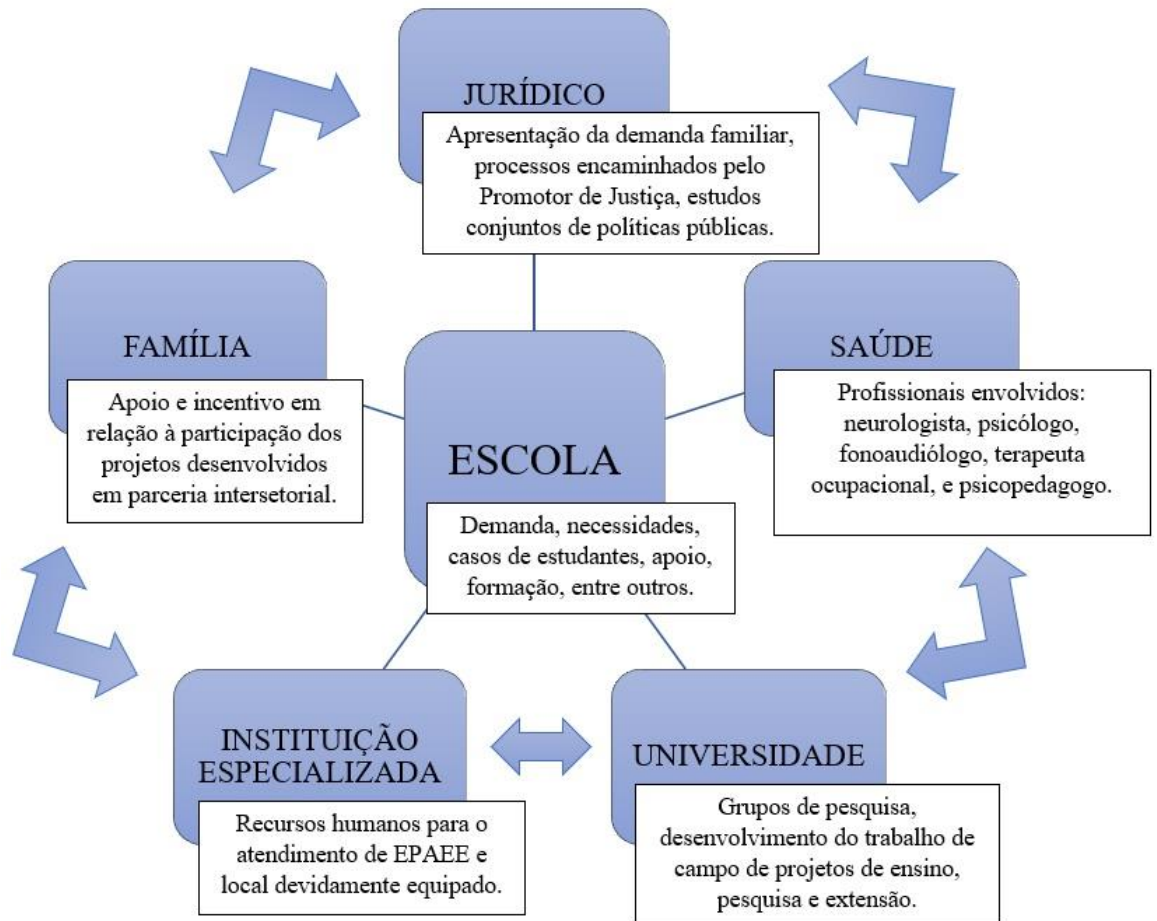 JURÍDICO
Apresentação da demanda familiar,
processos encaminhados pelo
Promotor de Justiça, estudos
conjuntos de políticas públicas.
FAMÍLIA
Apoio e incentivo em
relação à participação dos
projetos desenvolvidos
em parceria intersetorial.
SAÚDE
Profissionais envolvidos:
neurologista, psicólogo,
fonoaudiólogo, terapeuta
ocupacional, e psicopedagogo.
ESCOLA
Demanda, necessidades,
casos de estudantes, apoio,
formação, entre outros.
INSTITUIÇÃO
ESPECIALIZADA
Recursos humanos para o
atendimento de EPAEE e
local devidamente equipado.
UNIVERSIDADE
Grupos de pesquisa,
desenvolvimento do trabalho de
campo de projetos de ensino,
pesquisa e extensão.